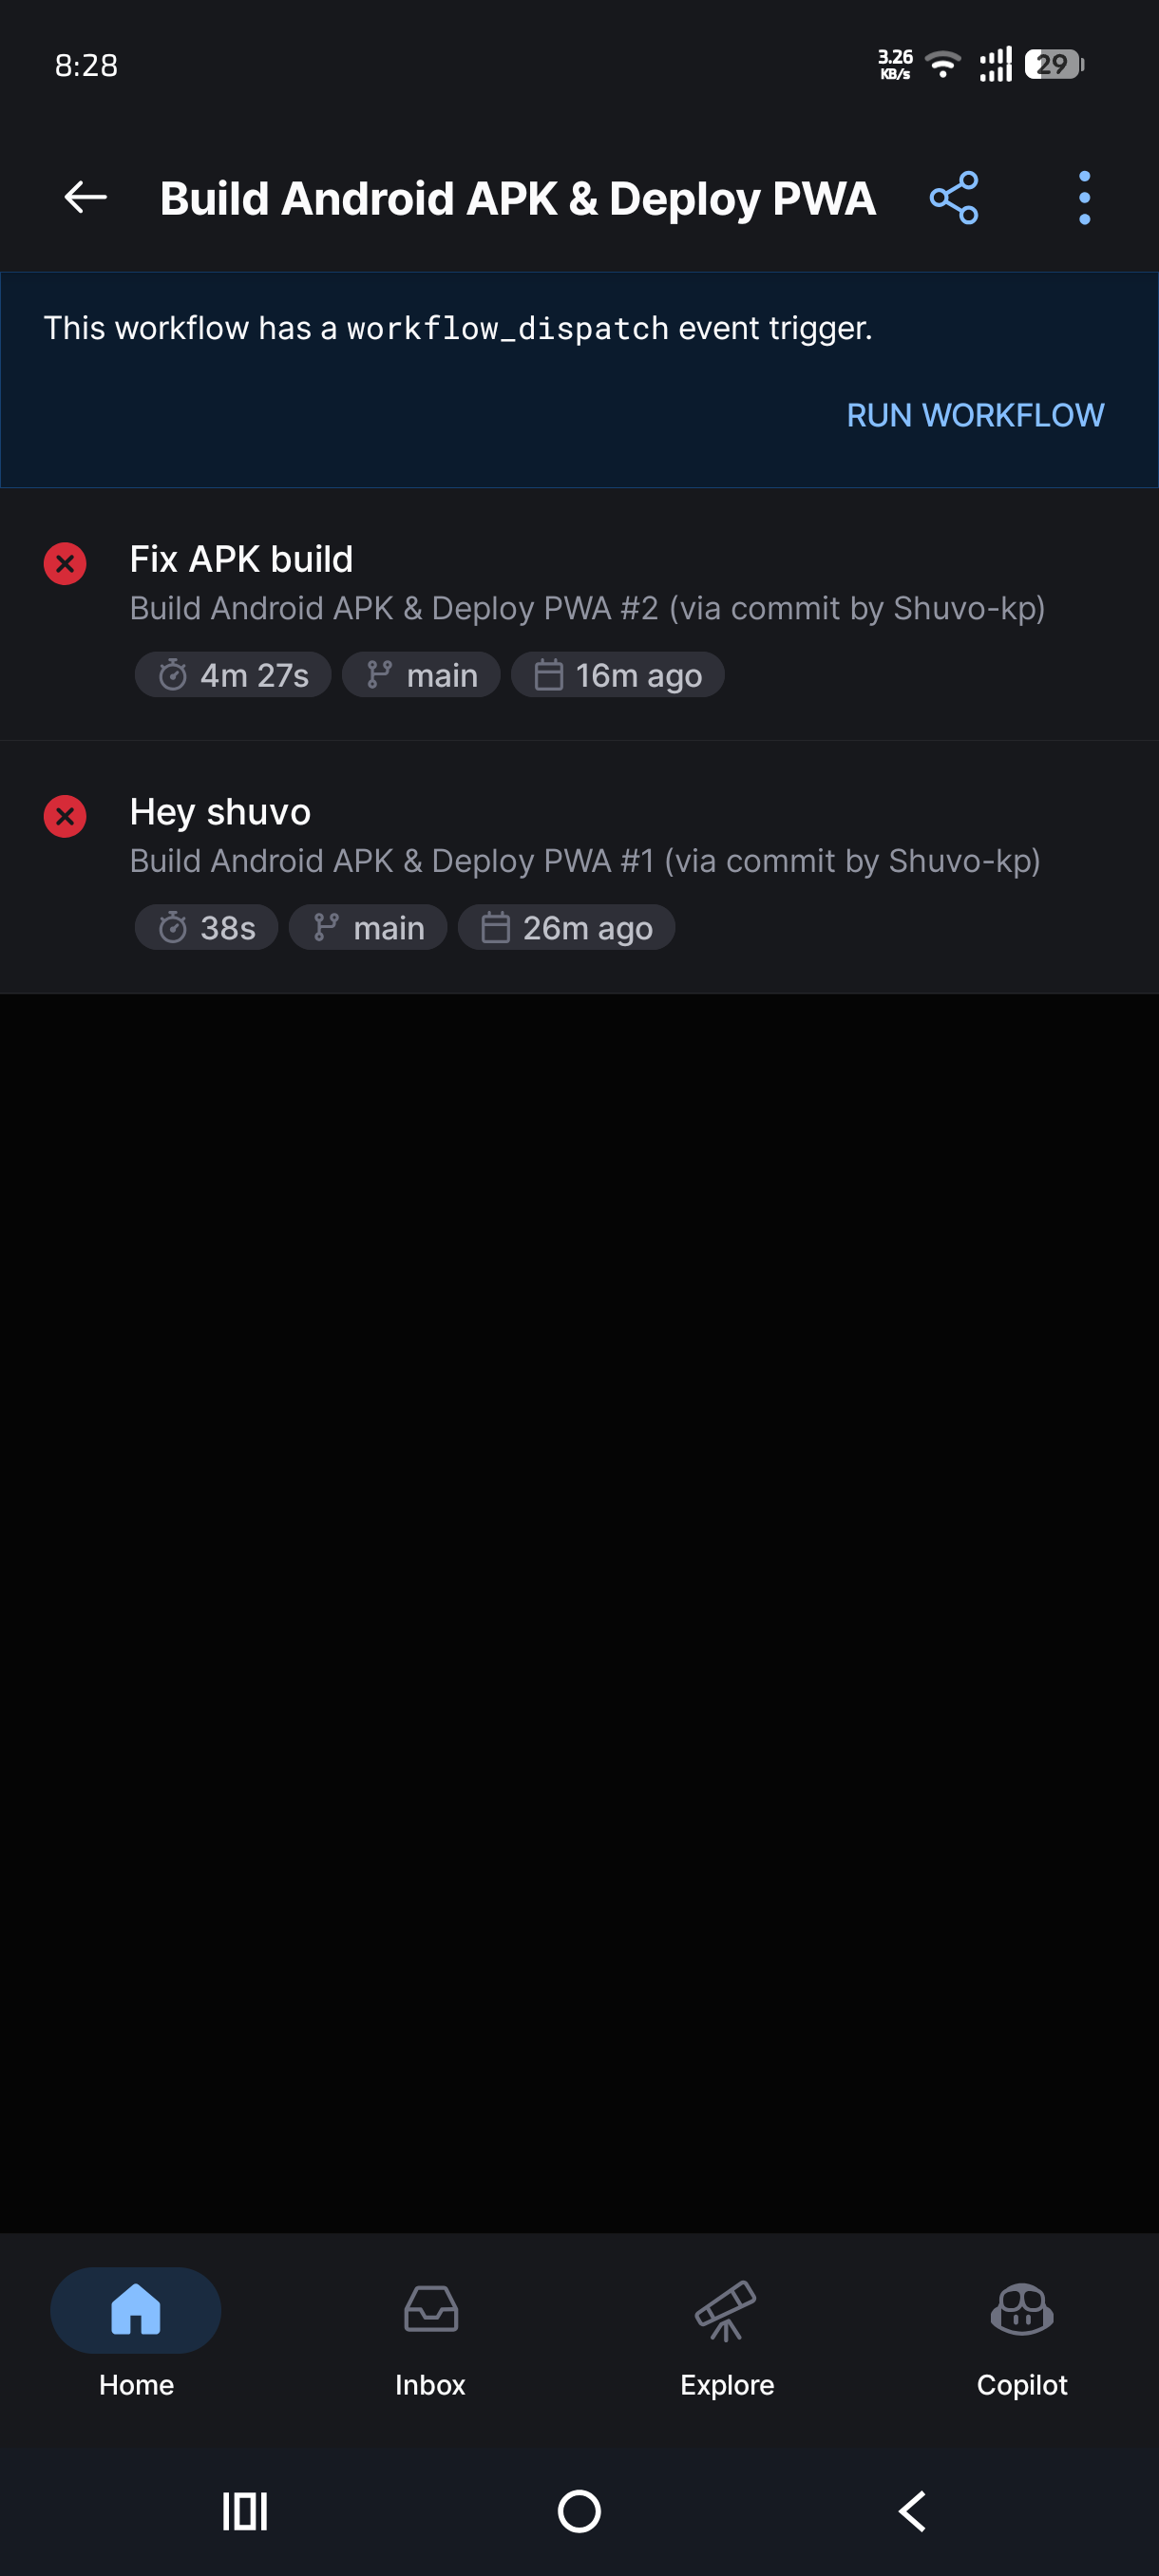 8:28
3.26
KB/s
29
Build Android APK & Deploy PWA
This workflow has a workflow_dispatch event trigger.
RUN WORKFLOW
Fix APK build
Build Android APK & Deploy PWA #2 (via commit by Shuvo-kp)
4m 27s main 16m ago
Hey shuvo
Build Android APK & Deploy PWA #1 (via commit by Shuvo-kp)
38s main 26m ago
Home Inbox Explore Copilot